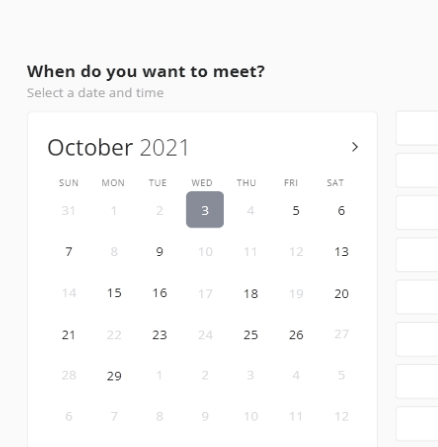 When do you want to meet?
Select a date and time
October 2021
SUN MON TUE WED THU FRI SAT
31 1 2 3 4 5 6
7 8 9 10 11 12 13
14 15 16 17 18 19 20
21 22 23 24 25 26 27
28 29 1 2 3 4 5
6 7 8 9 10 11 12